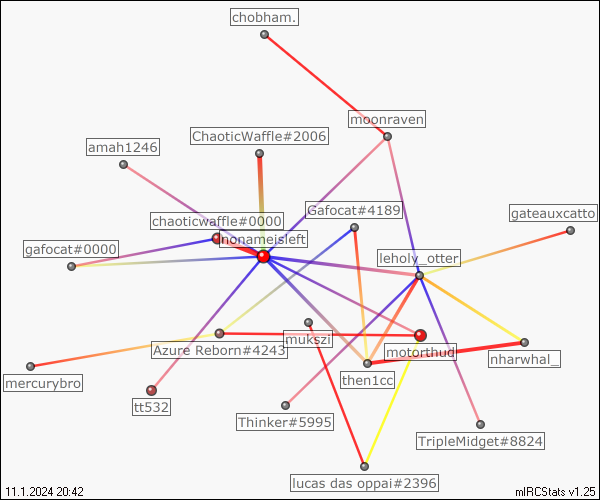 chobham.
moonraven
ChaoticWaffle#2006
amah1246
Gafocat#4189
chaoticwaffle#0000
gateauxcatto
nonameisleft
gafocat#0000
leholy_otter
mukszi
Azure Reborn#4243
motorthud
nharwhal_
mercurybro
then1cc
tt532
Thinker#5995
TripleMidget#8824
lucas das oppai#2396
11.1.2024 20:42
mIRCStats v1.25